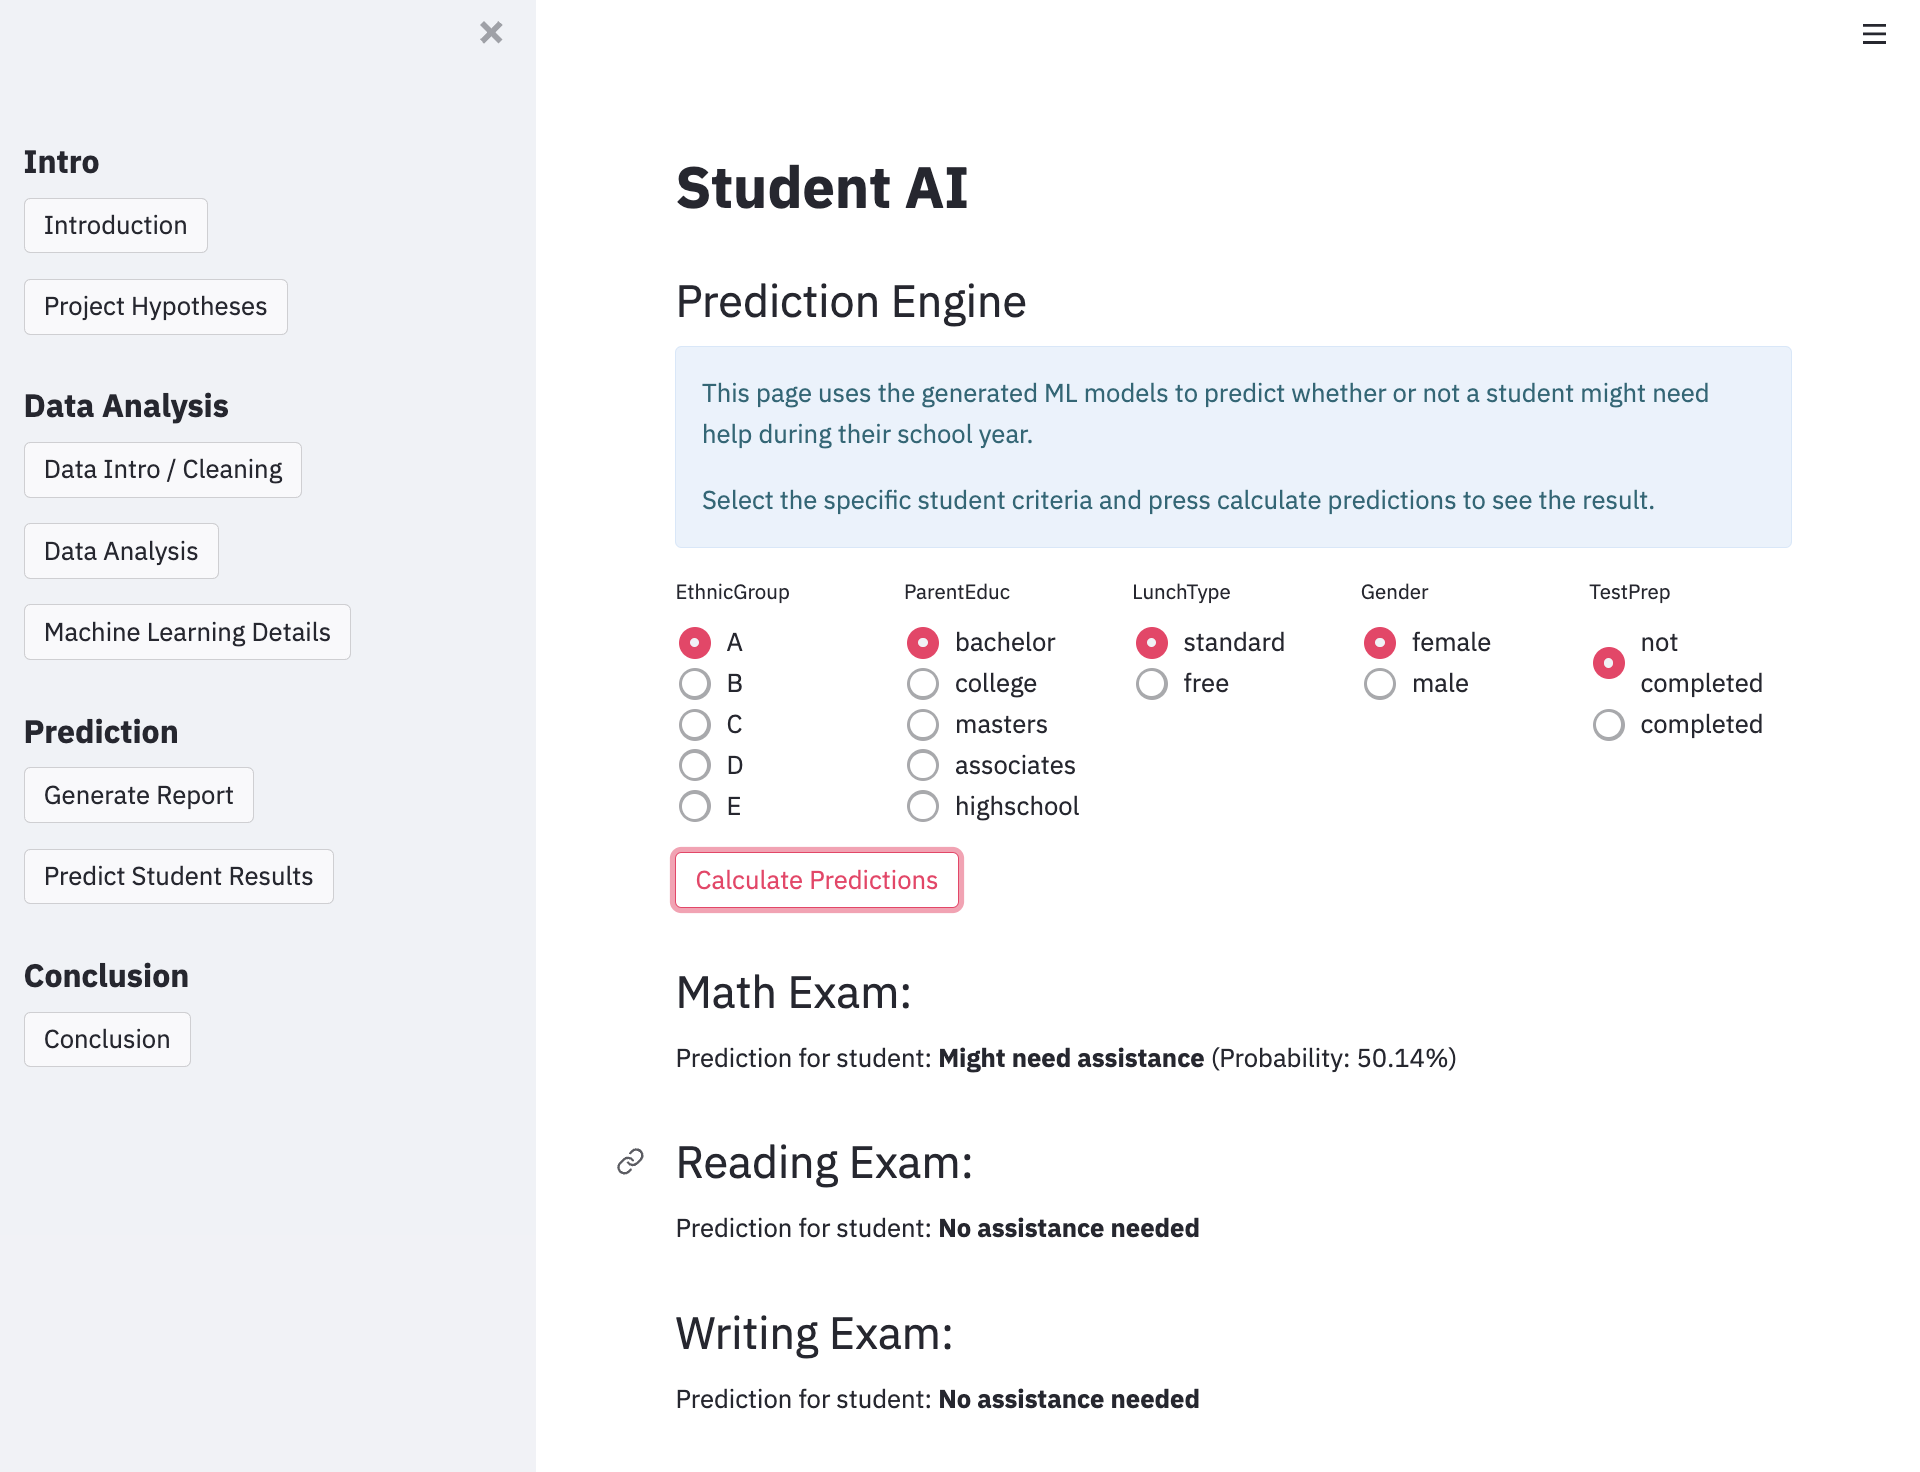 Intro
Introduction
Project Hypotheses
Data Analysis
Data Intro / Cleaning
Data Analysis
Machine Learning Details
Prediction
Generate Report
Predict Student Results
Conclusion
Conclusion
Student AI
Prediction Engine
This page uses the generated ML models to predict whether or not a student might need
help during their school year.
Select the specific student criteria and press calculate predictions to see the result.
EthnicGroup
A
B
C
D
E
ParentEduc
bachelor
college
masters
associates
highschool
LunchType
standard
free
Gender
female
male
TestPrep
not
completed
completed
Calculate Predictions
Math Exam:
Prediction for student: Might need assistance (Probability: 50.14%)
Reading Exam:
Prediction for student: No assistance needed
Writing Exam:
Prediction for student: No assistance needed